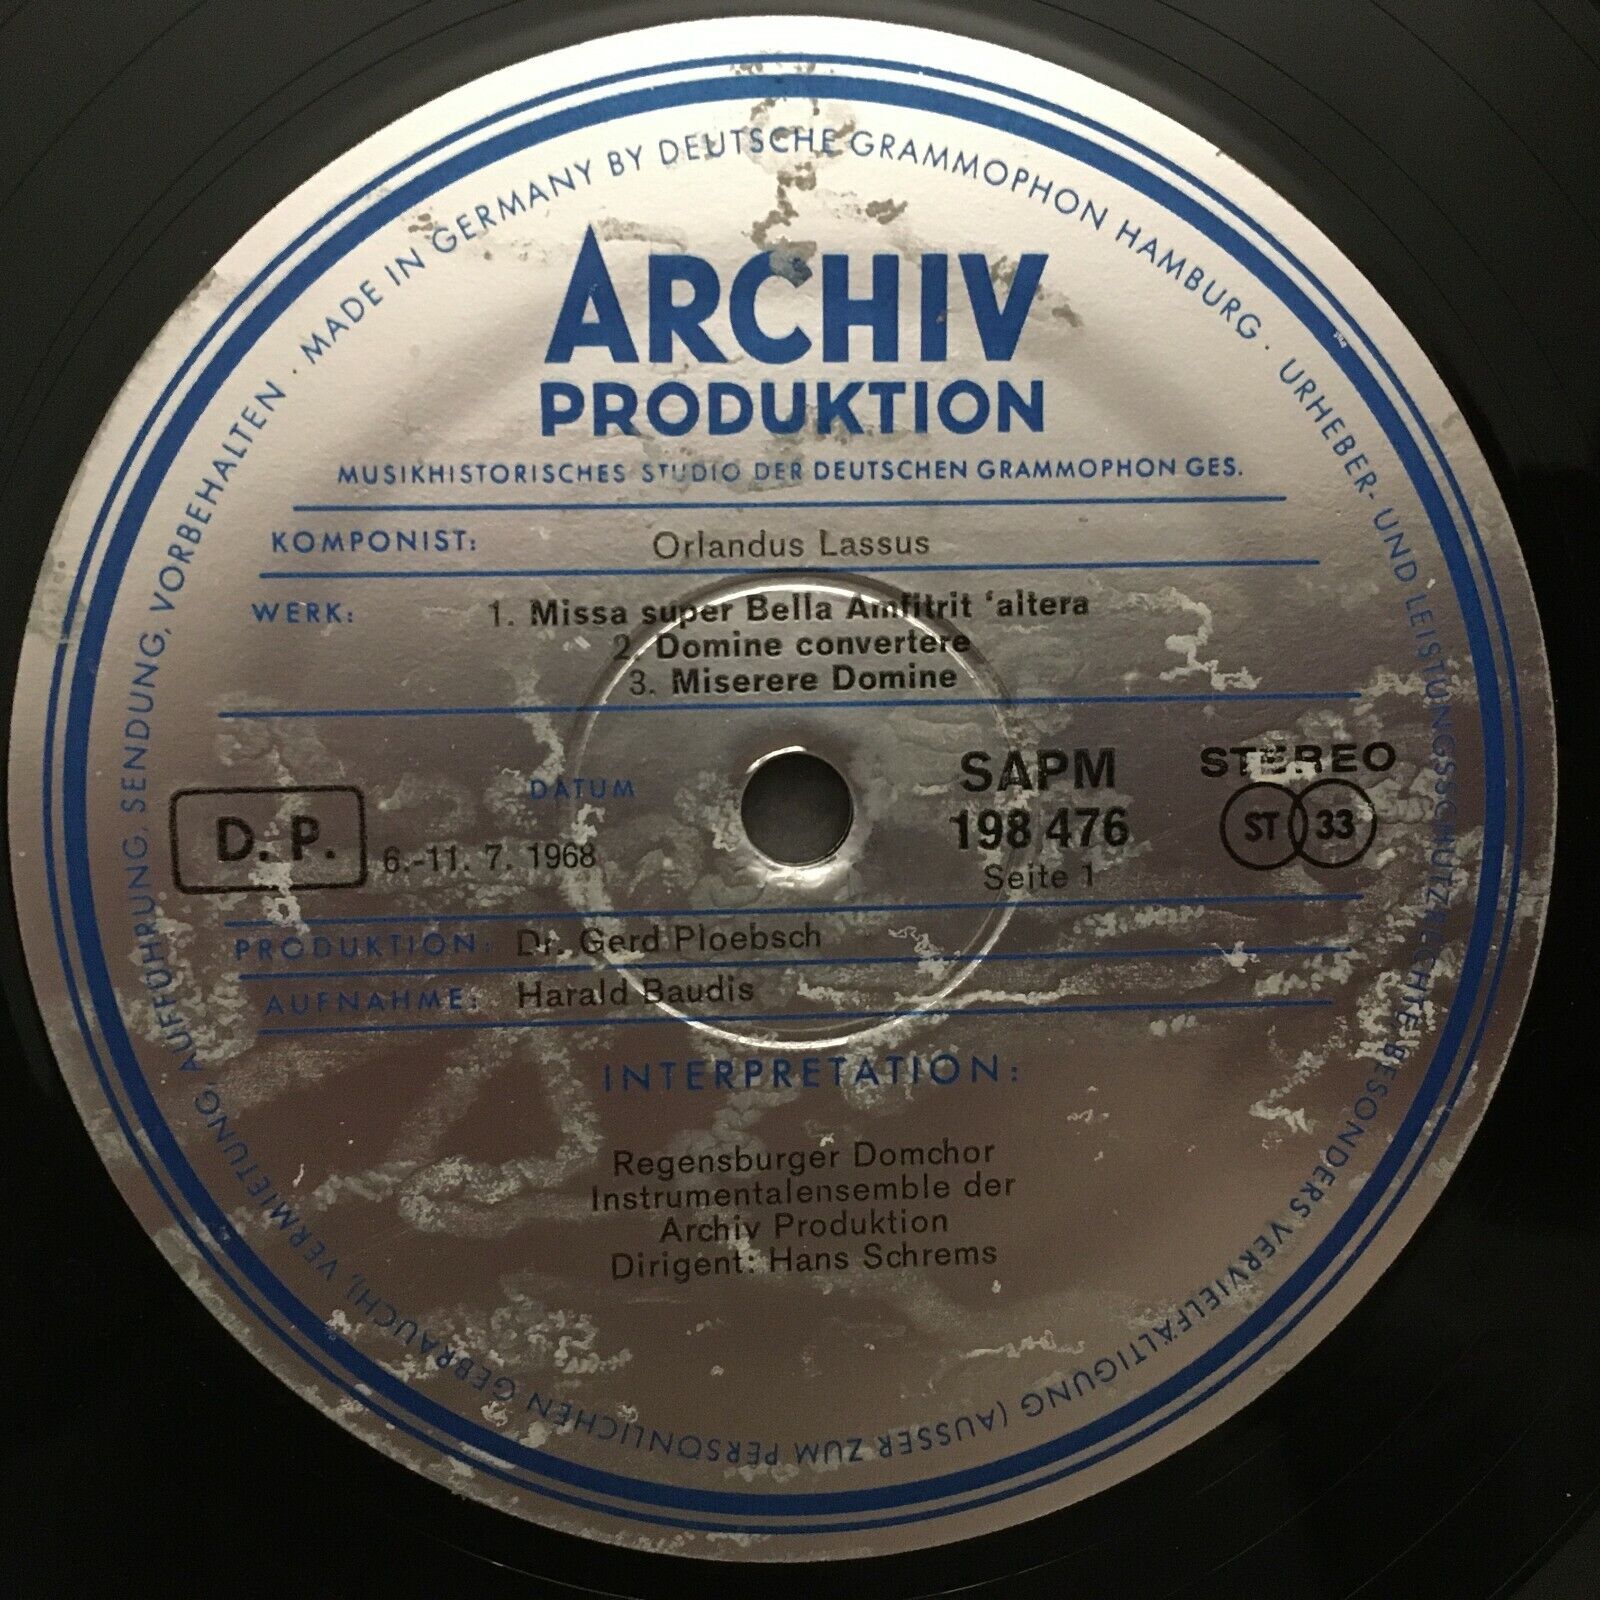 MADE IN GERMANY BY DEUTSCHE GRAMMOPHON HAMBURG · URHEBER- UND LEISTUNGSSCHUTZRECHTE, BESONDERS VERVIELFÄLTIGUNG (AUSSER ZUM PERSÖNLICHEN GEBRAUCH), VERMIETUNG, AUFFÜHRUNG, SENDUNG, VORBEHALTEN ·
ARCHIV
PRODUKTION
MUSIKHISTORISCHES STUDIO DER DEUTSCHEN GRAMMOPHON GES.
KOMPONIST: Orlandus Lassus
WERK: 1. Missa super Bella Amfitrit ‘altera
2. Domine convertere
3. Miserere Domine
D. P.
DATUM
6.-11. 7. 1968
SAPM
198 476
Seite 1
STEREO
ST 33
PRODUKTION: Dr. Gerd Ploebsch
AUFNAHME: Harald Baudis
INTERPRETATION:
Regensburger Domchor
Instrumentalensemble der
Archiv Produktion
Dirigent: Hans Schrems